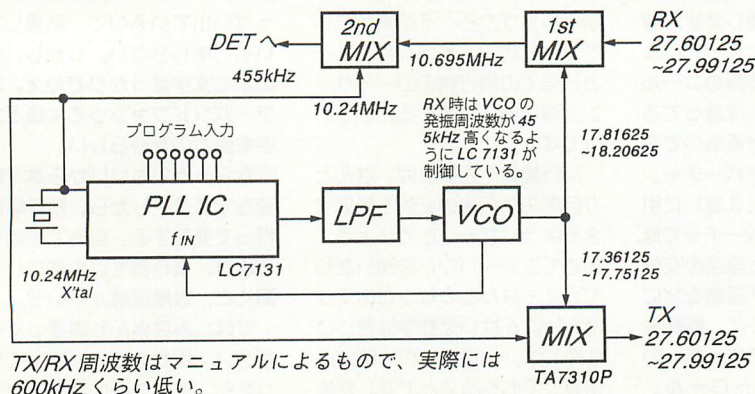 DET
455kHz
2nd
MIX
10.24MHz
10.695MHz
1st
MIX
RX
27.60125
~27.99125
RX 時は VCO の
発振周波数が 45
5kHz 高くなるよ
うに LC 7131 が
制御している。
17.81625
~18.20625
プログラム入力
PLL IC
fIN
LC7131
LPF
VCO
10.24MHz
X'tal
17.36125
~17.75125
MIX
TA7310P
TX
27.60125
~27.99125
TX/RX 周波数はマニュアルによるもので、実際には
600kHz くらい低い。